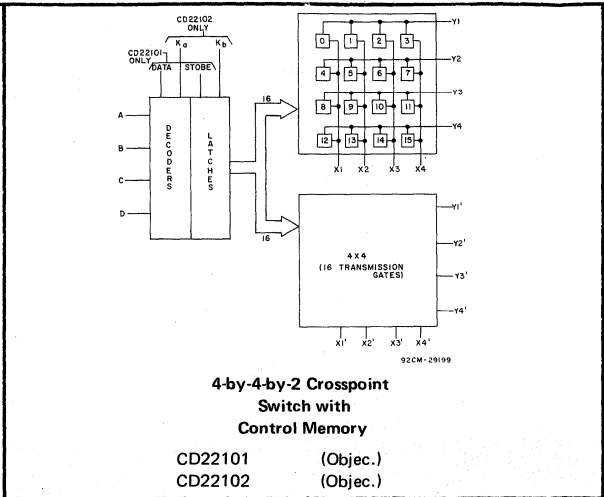 CD22102
ONLY
Ka Kb
CD22101
ONLY
DATA STOBE
A
B
C
D
DECODERS
LATCHES
16
16
0 1 2 3
4 5 6 7
8 9 10 11
12 13 14 15
Y1
Y2
Y3
Y4
X1 X2 X3 X4
4X4
(16 TRANSMISSION
GATES)
Y1'
Y2'
Y3'
Y4'
X1' X2' X3' X4'
92CM-29199
4-by-4-by-2 Crosspoint
Switch with
Control Memory
CD22101 (Objec.)
CD22102 (Objec.)